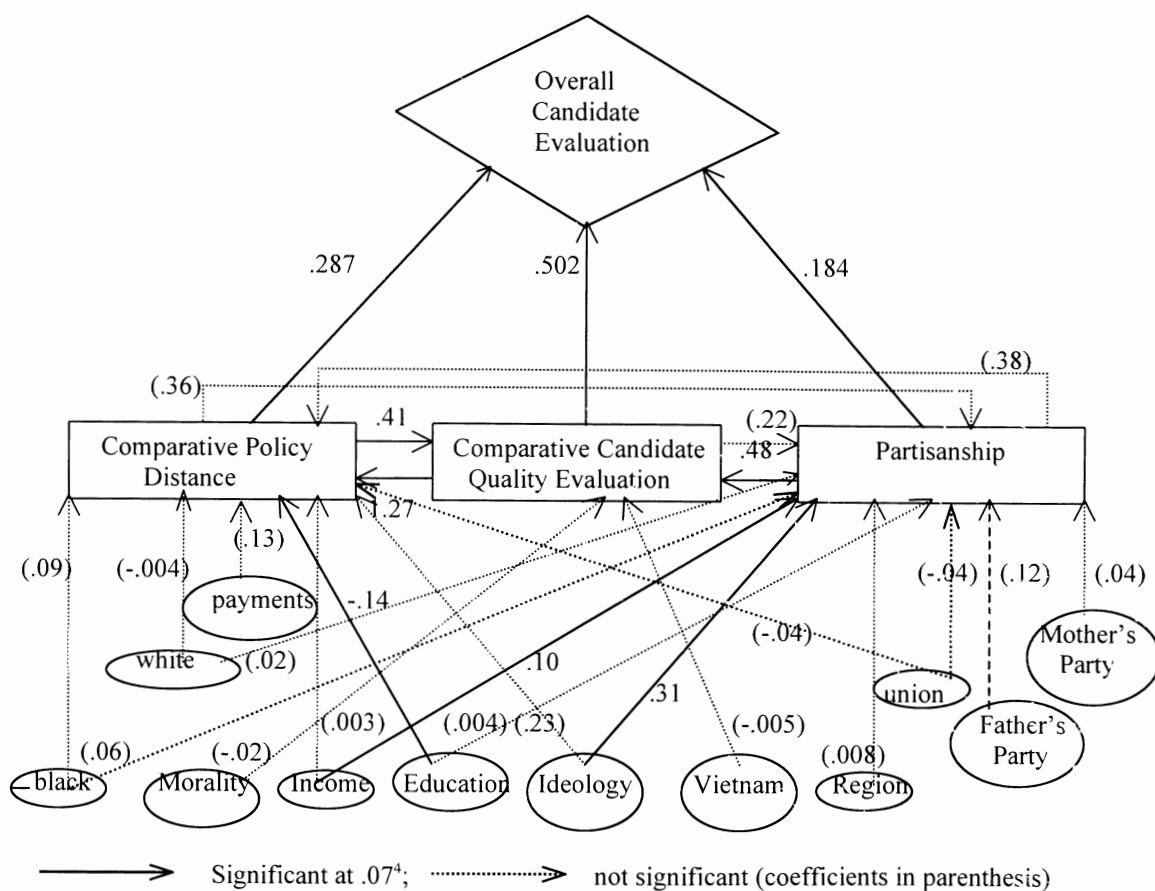 Overall
Candidate
Evaluation
.287
.502
.184
(.36)
(.38)
.41
(.22)
Comparative Policy
Distance
Comparative Candidate
Quality Evaluation
.48
Partisanship
1.27
(.09)
(-.004)
(.13)
(-.04)
(.12)
(.04)
payments
-.14
(-.04)
Mother's
Party
white
(.02)
.10
.31
union
(.06)
(-.02)
(.003)
(.004)
(.23)
(-.005)
(.008)
Father's
Party
black
Morality
Income
Education
Ideology
Vietnam
Region
Significant at .07⁴;
not significant (coefficients in parenthesis)